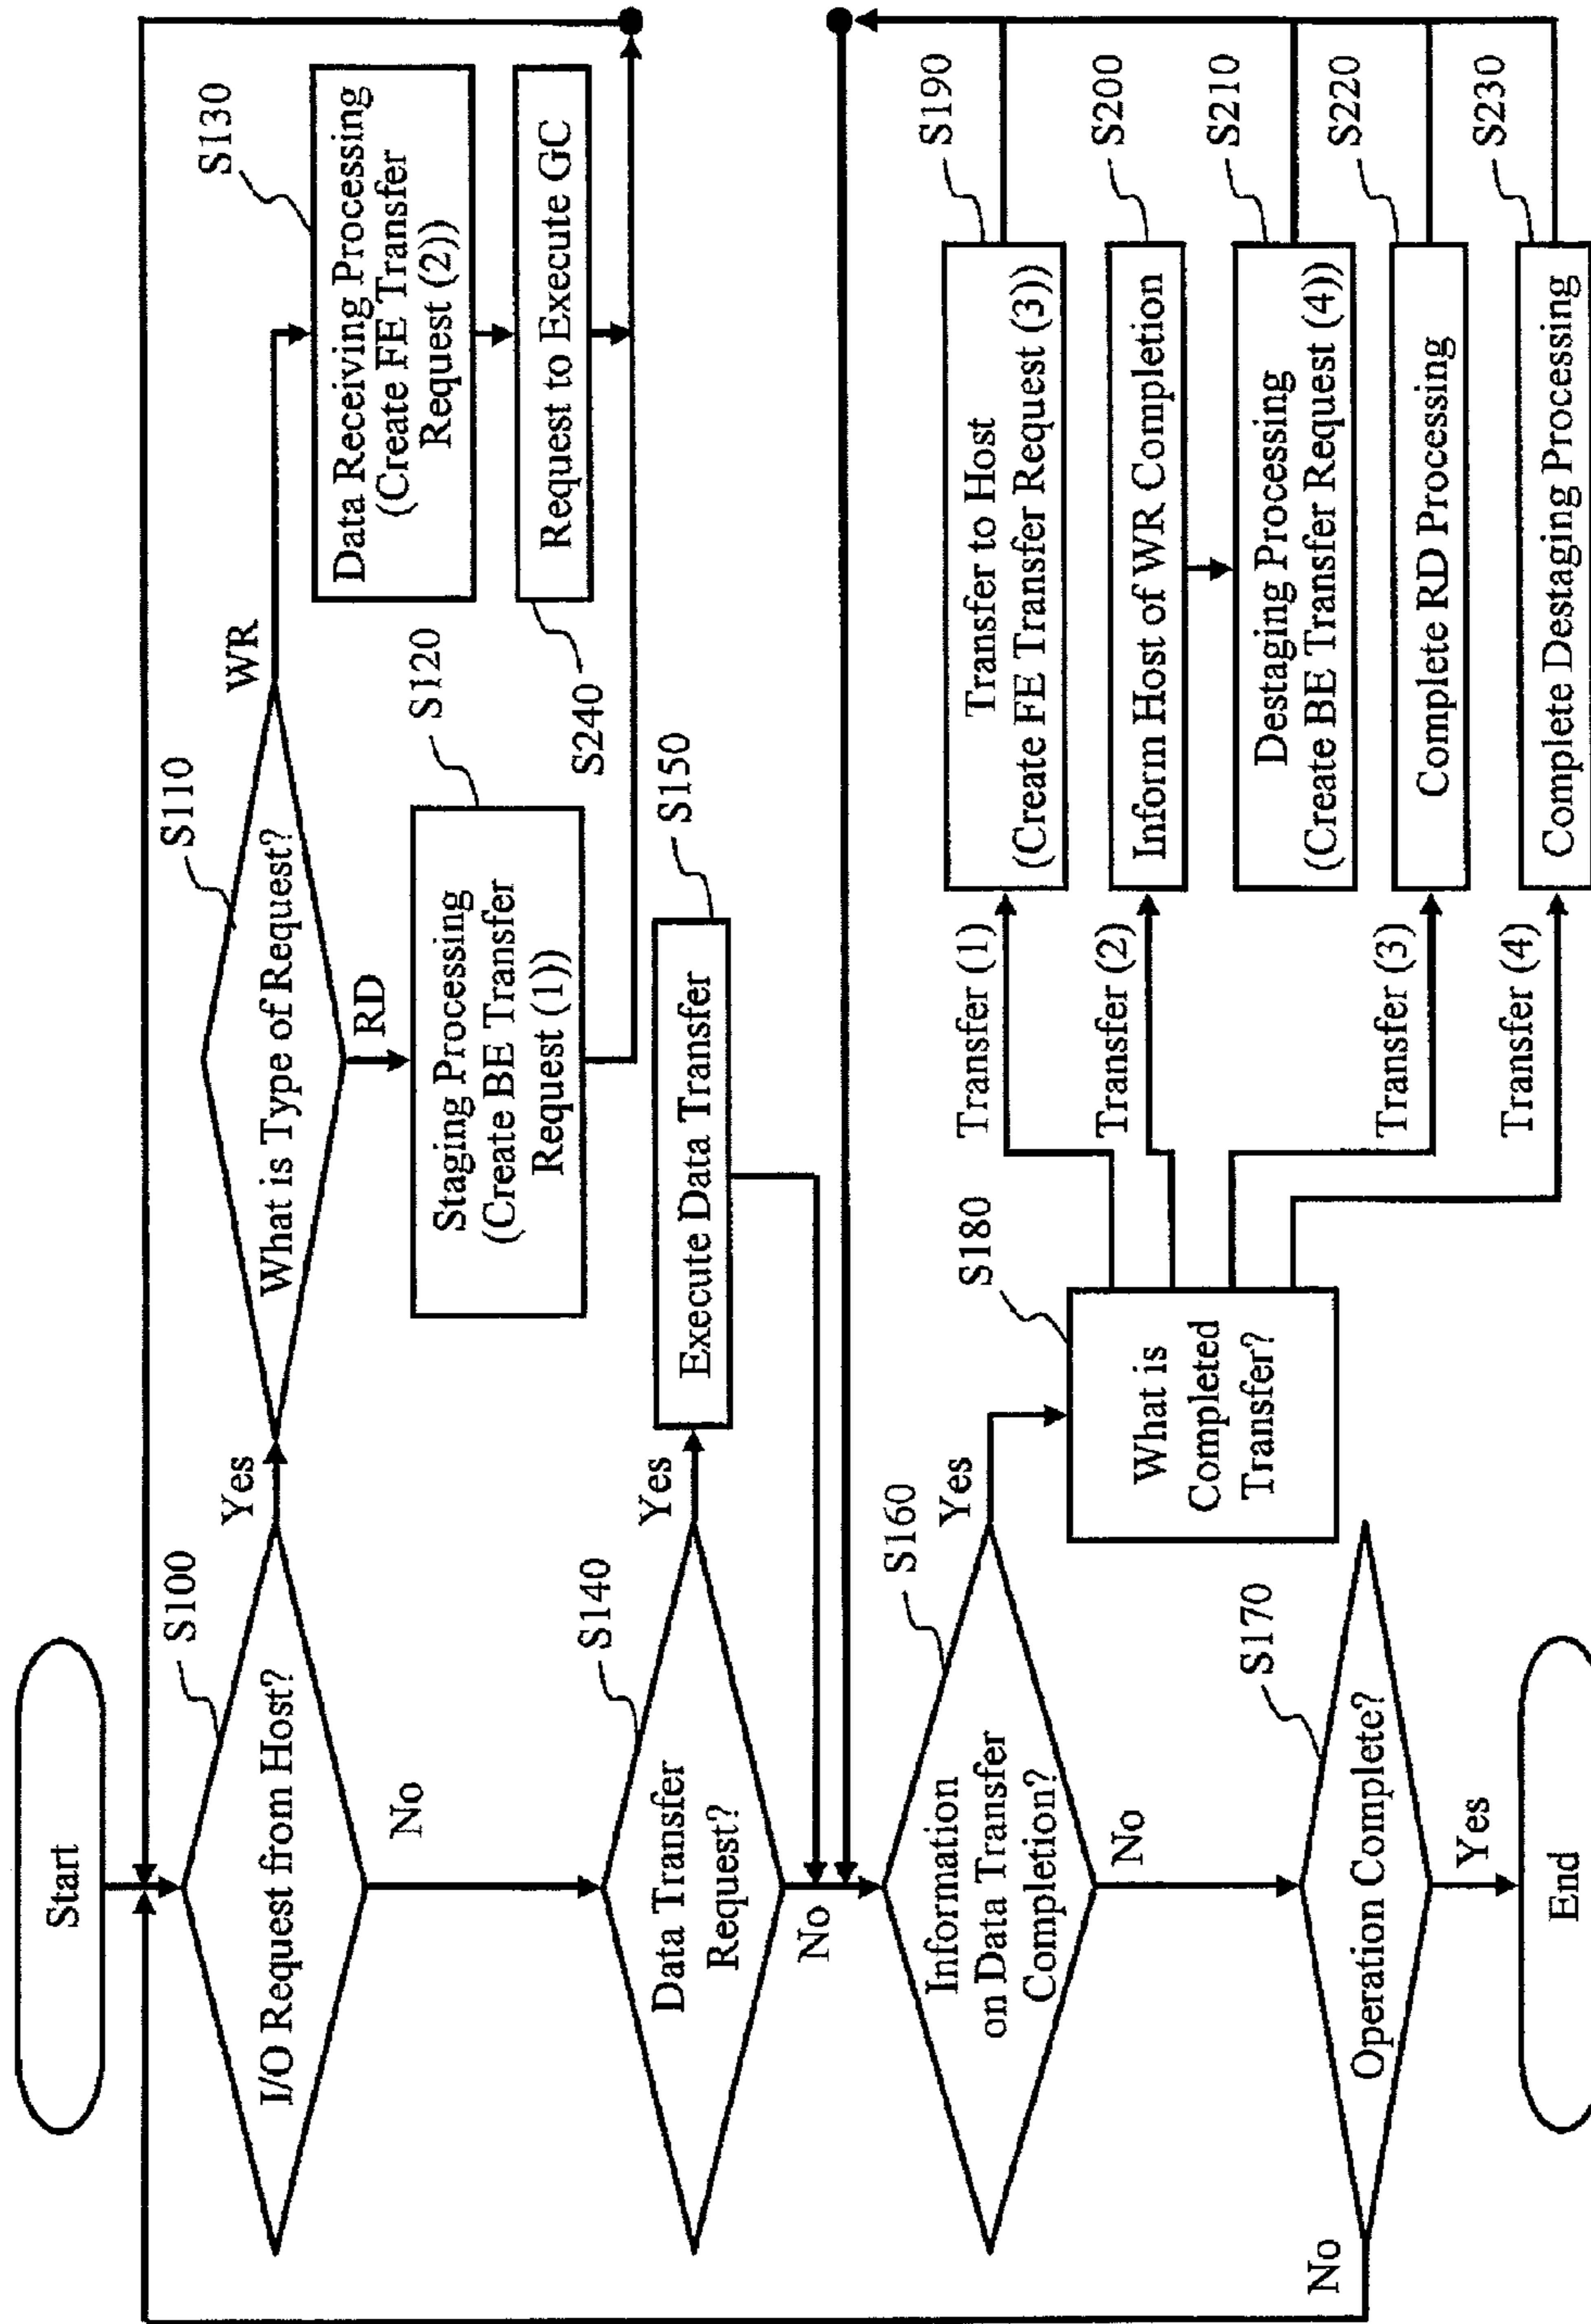 Start
S100
I/O Request from Host?
Yes
No
S110
What is Type of Request?
WR
RD
S120
Staging Processing
(Create BE Transfer
Request (1))
S130
Data Receiving Processing
(Create FE Transfer
Request (2))
S240
Request to Execute GC
S140
Data Transfer
Request?
Yes
No
S150
Execute Data Transfer
S160
Information
on Data Transfer
Completion?
Yes
No
S180
What is
Completed
Transfer?
Transfer (1)
Transfer (2)
Transfer (3)
Transfer (4)
S190
Transfer to Host
(Create FE Transfer Request (3))
S200
Inform Host of WR Completion
S210
Destaging Processing
(Create BE Transfer Request (4))
S220
Complete RD Processing
S230
Complete Destaging Processing
S170
Operation Complete?
No
Yes
End